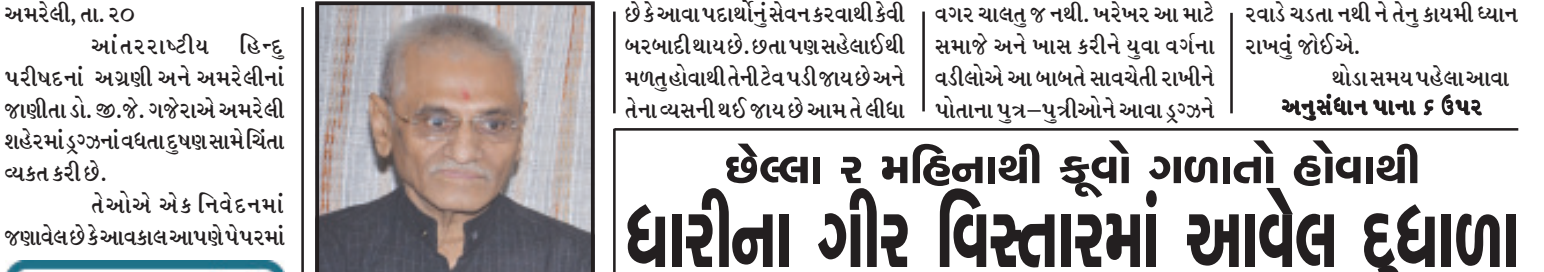 અમરેલી, તા. ૨૦
આંતરરાષ્ટીય હિન્દુ
પરીષદનાં અગ્રણી અને અમરેલીનાં
જાણીતા ડો. જી.જે. ગજેરાએ અમરેલી
શહેરમાં ડ્રગ્ઝનાં વધતા દુષણ સામે ચિંતા
વ્યકત કરી છે.
તેઓએ એક નિવેદનમાં
જણાવેલ છે કે આવકાલ આપણે પેપરમાં
છે કે આવા પદાર્થોનું સેવન કરવાથી કેવી
બરબાદી થાય છે. છતા પણ સહેલાઈથી
મળતુ હોવાથી તેની ટેવ પડી જાય છે અને
તેના વ્યસની થઈ જાય છે આમ તે લીધા
વગર ચાલતુ જ નથી. ખરેખર આ માટે
સમાજે અને ખાસ કરીને યુવા વર્ગના
વડીલોએ આ બાબતે સાવચેતી રાખીને
પોતાના પુત્ર–પુત્રીઓને આવા ડ્રગ્ઝને
રવાડે ચડતા નથી ને તેનુ કાયમી ધ્યાન
રાખવું જોઈએ.
થોડા સમય પહેલા આવા
અનુસંધાન પાના ૬ ઉપર
છેલ્લા ૨ મહિનાથી કૂવો ગળાતો હોવાથી
ધારીના ગીર વિસ્તારમાં આવેલ દુધાળા